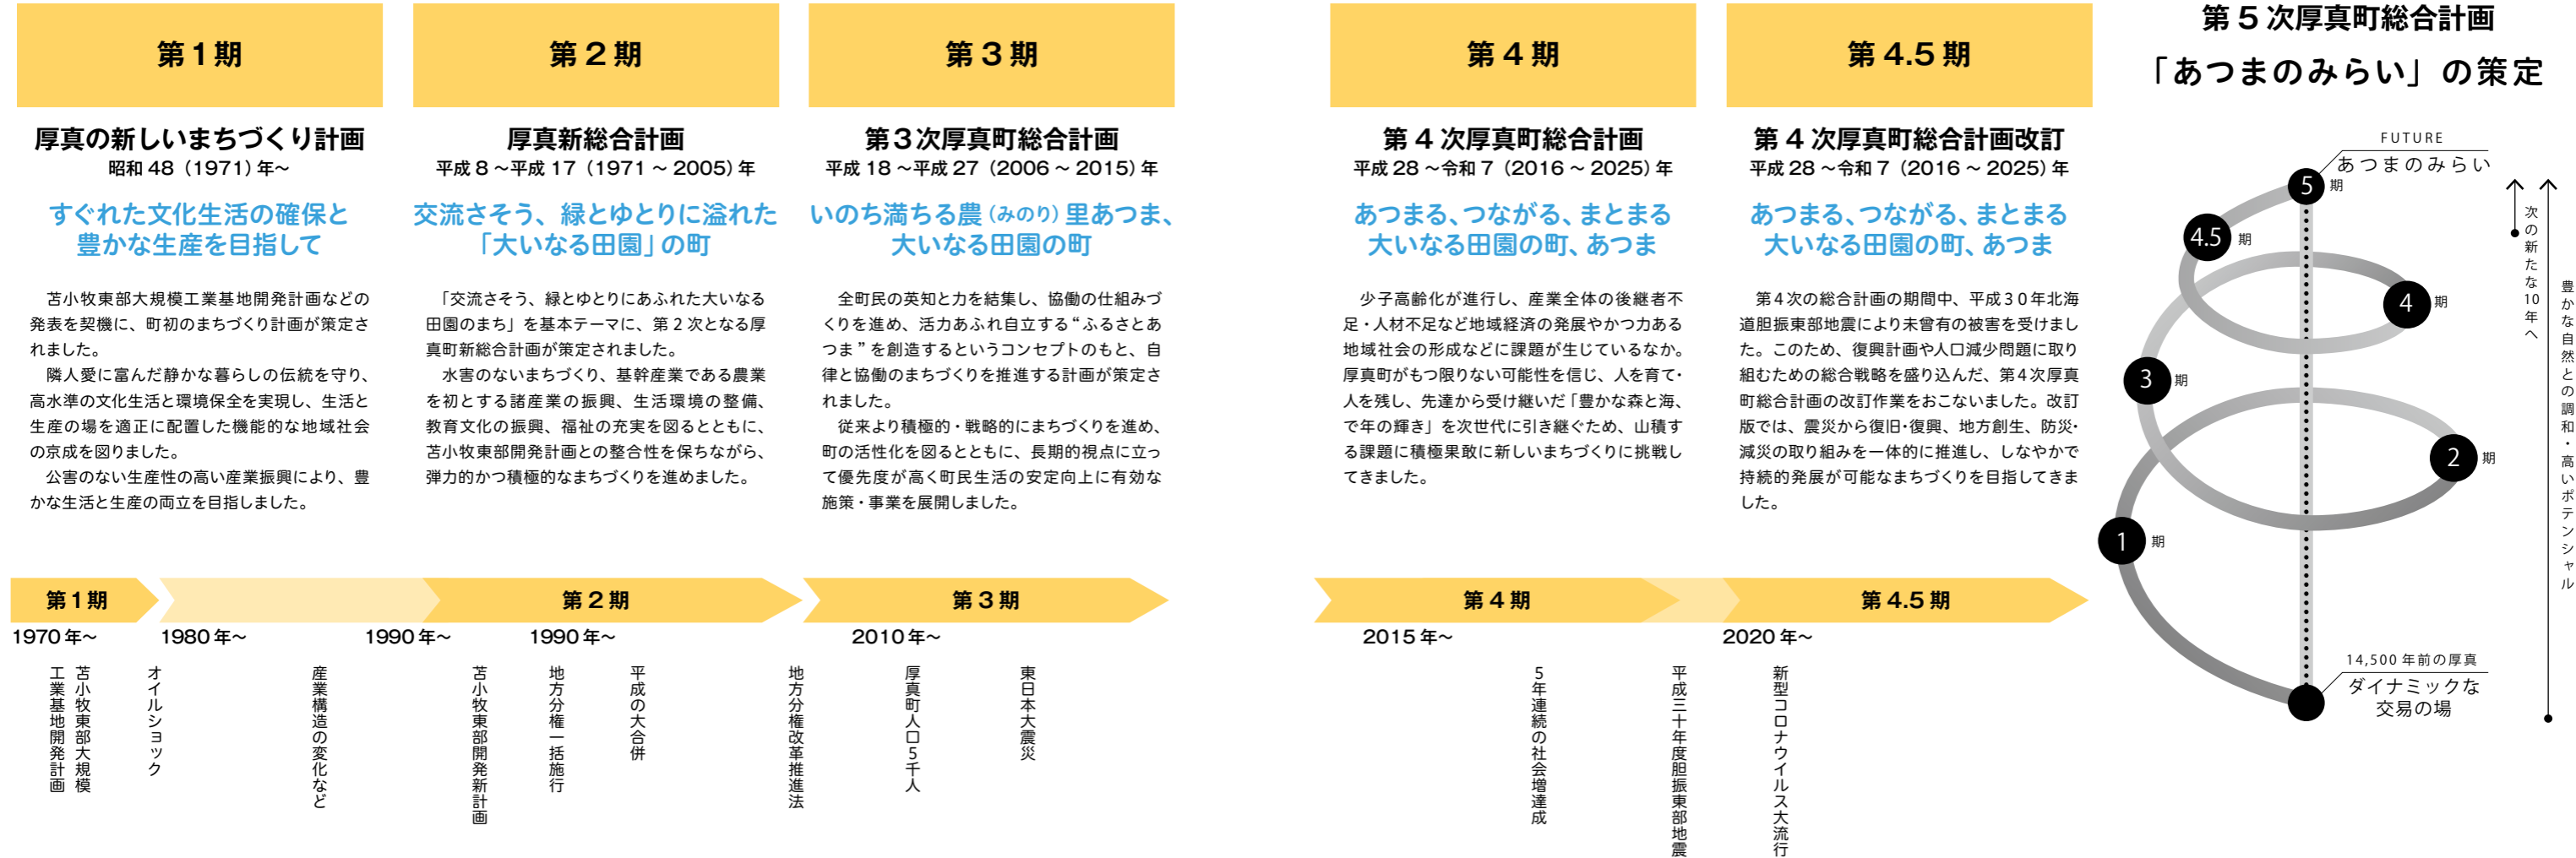 第1期
厚真の新しいまちづくり計画
昭和 48（1971）年～
すぐれた文化生活の確保と
豊かな生産を目指して
苫小牧東部大規模工業基地開発計画などの
発表を契機に、町初のまちづくり計画が策定さ
れました。
隣人愛に富んだ静かな暮らしの伝統を守り、
高水準の文化生活と環境保全を実現し、生活と
生産の場を適正に配置した機能的な地域社会
の京成を図りました。
公害のない生産性の高い産業振興により、豊
かな生活と生産の両立を目指しました。
第2期
厚真新総合計画
平成 8～平成 17（1971 ～ 2005）年
交流さそう、緑とゆとりに溢れた
「大いなる田園」の町
「交流さそう、緑とゆとりにあふれた大いなる
田園のまち」を基本テーマに、第 2 次となる厚
真町新総合計画が策定されました。
水害のないまちづくり、基幹産業である農業
を初とする諸産業の振興、生活環境の整備、
教育文化の振興、福祉の充実を図るとともに、
苫小牧東部開発計画との整合性を保ちながら、
弾力的かつ積極的なまちづくりを進めました。
第3期
第3次厚真町総合計画
平成 18～平成 27（2006 ～ 2015）年
いのち満ちる農（みのり）里あつま、
大いなる田園の町
全町民の英知と力を結集し、協働の仕組みづ
くりを進め、活力あふれ自立する“ふるさとあ
つま”を創造するというコンセプトのもと、自
律と協働のまちづくりを推進する計画が策定さ
れました。
従来より積極的・戦略的にまちづくりを進め、
町の活性化を図るとともに、長期的視点に立っ
て優先度が高く町民生活の安定向上に有効な
施策・事業を展開しました。
第4期
第 4 次厚真町総合計画
平成 28～令和 7（2016 ～ 2025）年
あつまる、つながる、まとまる
大いなる田園の町、あつま
少子高齢化が進行し、産業全体の後継者不
足・人材不足など地域経済の発展やかつ力ある
地域社会の形成などに課題が生じているなか。
厚真町がもつ限りない可能性を信じ、人を育て・
人を残し、先達から受け継いだ「豊かな森と海、
で年の輝き」を次世代に引き継ぐため、山積す
る課題に積極果敢に新しいまちづくりに挑戦し
てきました。
第4.5期
第 4 次厚真町総合計画改訂
平成 28～令和 7（2016 ～ 2025）年
あつまる、つながる、まとまる
大いなる田園の町、あつま
第4次の総合計画の期間中、平成30年北海
道胆振東部地震により未曾有の被害を受けまし
た。このため、復興計画や人口減少問題に取り
組むための総合戦略を盛り込んだ、第4次厚真
町総合計画の改訂作業をおこないました。改訂
版では、震災から復旧・復興、地方創生、防災・
減災の取り組みを一体的に推進し、しなやかで
持続的発展が可能なまちづくりを目指してきま
した。
第5次厚真町総合計画
「あつまのみらい」の策定
FUTURE
あつまのみらい
5 期
4.5 期
4 期
3 期
2 期
1 期
14,500 年前の厚真
ダイナミックな
交易の場
次の新たな10年へ
豊かな自然との調和・高いポテンシャル
第1期
第2期
第3期
第4期
第4.5期
1970 年～
1980 年～
1990 年～
1990 年～
2010 年～
2015 年～
2020 年～
苫小牧東部大規模
工業基地開発計画
オイルショック
産業構造の変化など
苫小牧東部開発新計画
地方分権一括施行
平成の大合併
地方分権改革推進法
厚真町人口5千人
東日本大震災
5年連続の社会増達成
平成三十年度胆振東部地震
新型コロナウイルス大流行